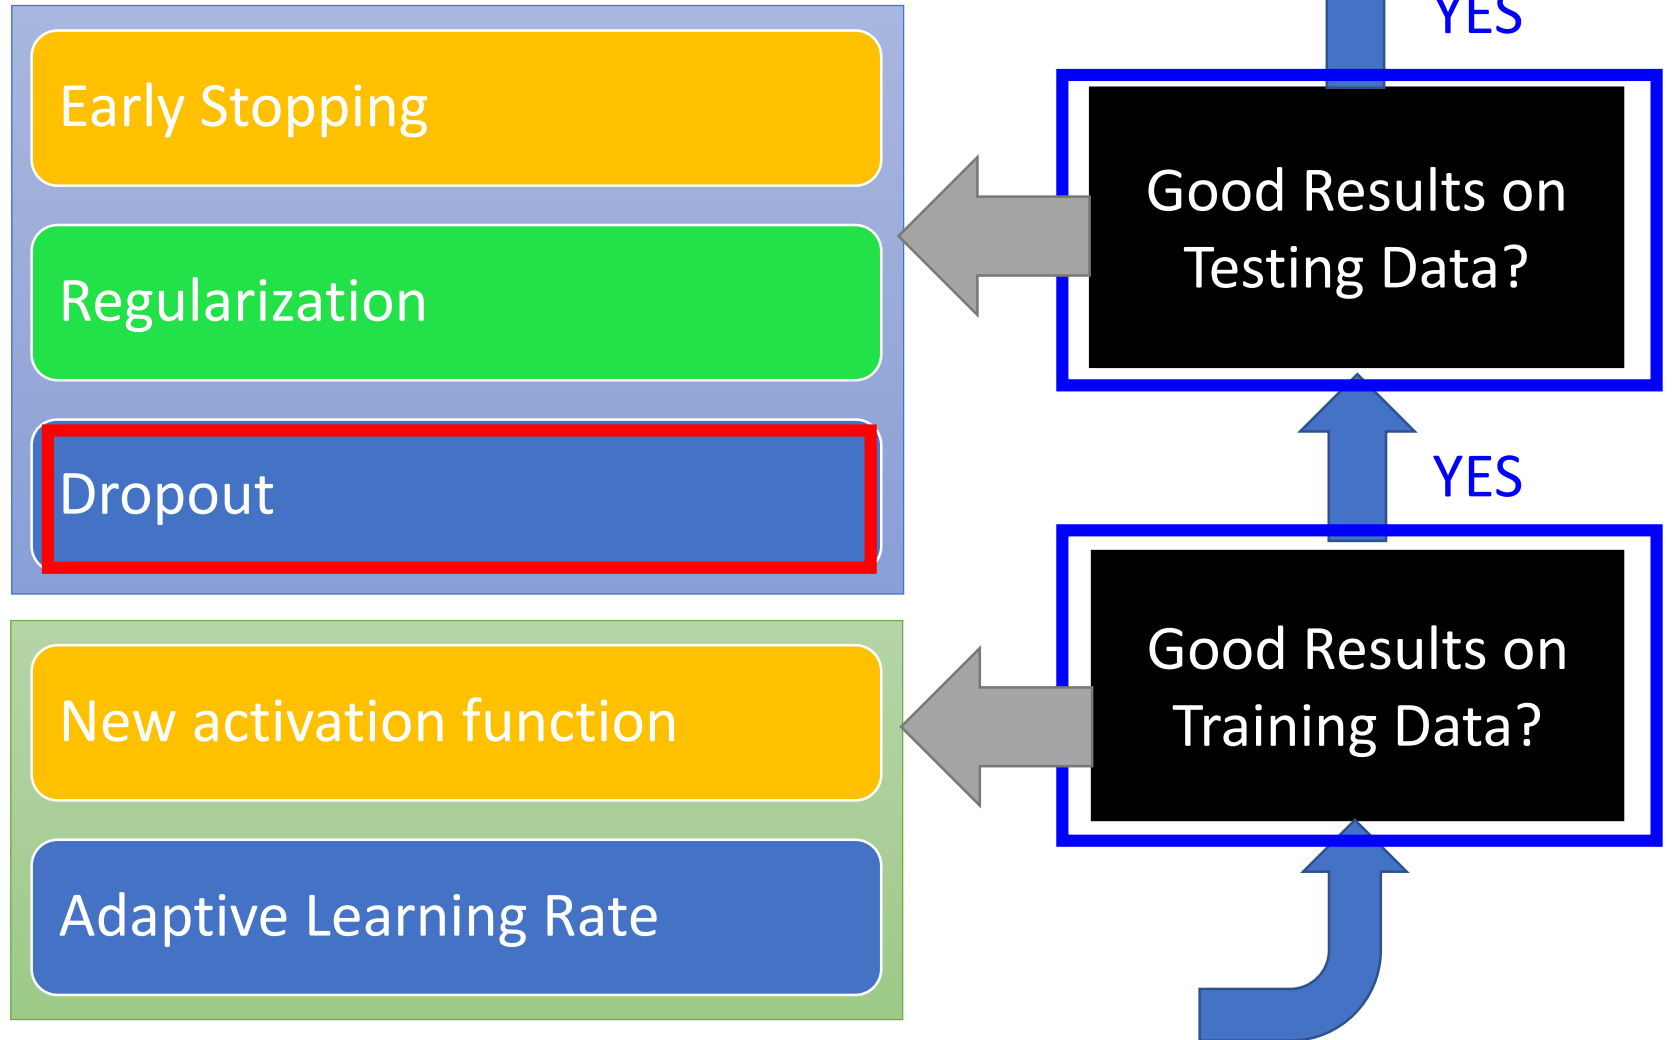 YES
Early Stopping
Good Results on
Testing Data?
Regularization
YES
Dropout
Good Results on
Training Data?
New activation function
Adaptive Learning Rate